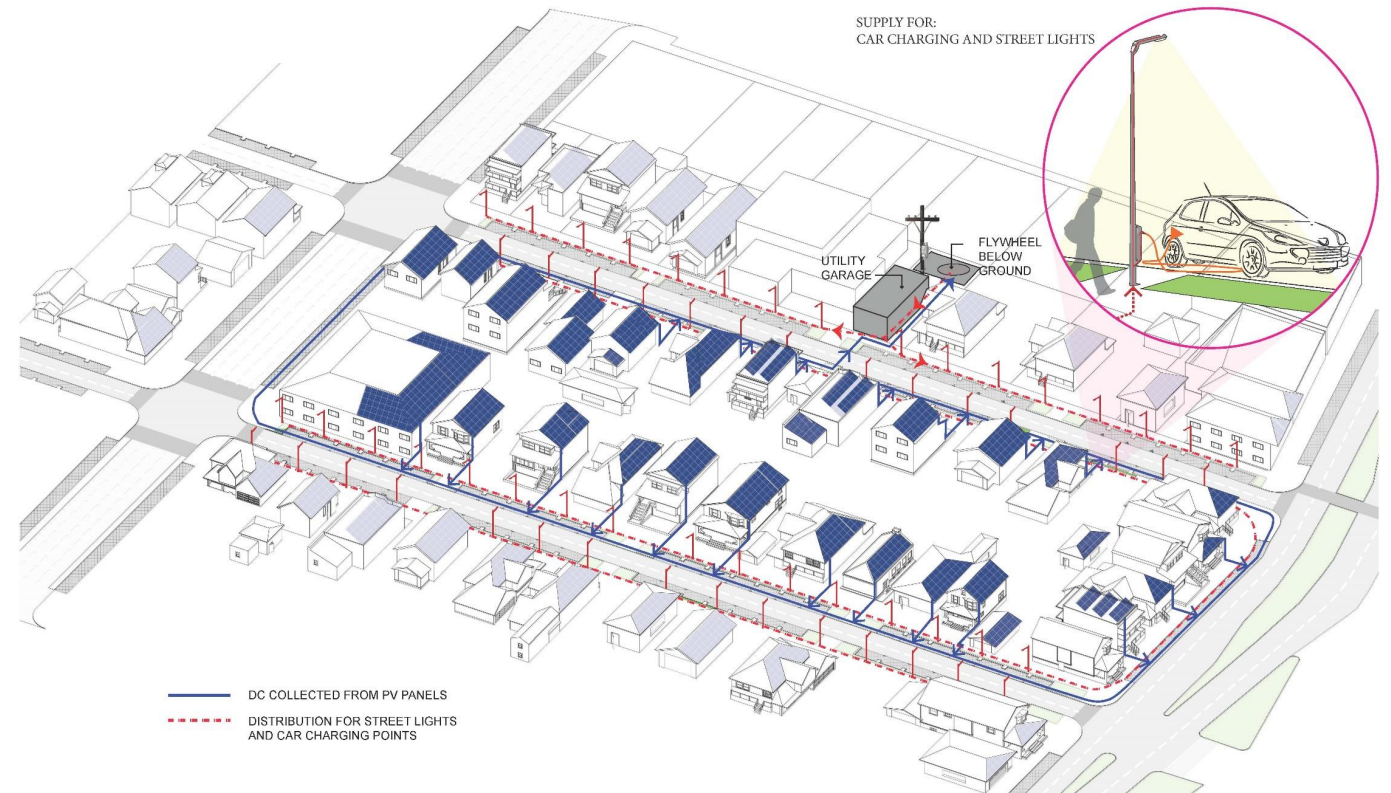 SUPPLY FOR:
CAR CHARGING AND STREET LIGHTS
FLYWHEEL
BELOW
GROUND
UTILITY
GARAGE
DC COLLECTED FROM PV PANELS
DISTRIBUTION FOR STREET LIGHTS
AND CAR CHARGING POINTS